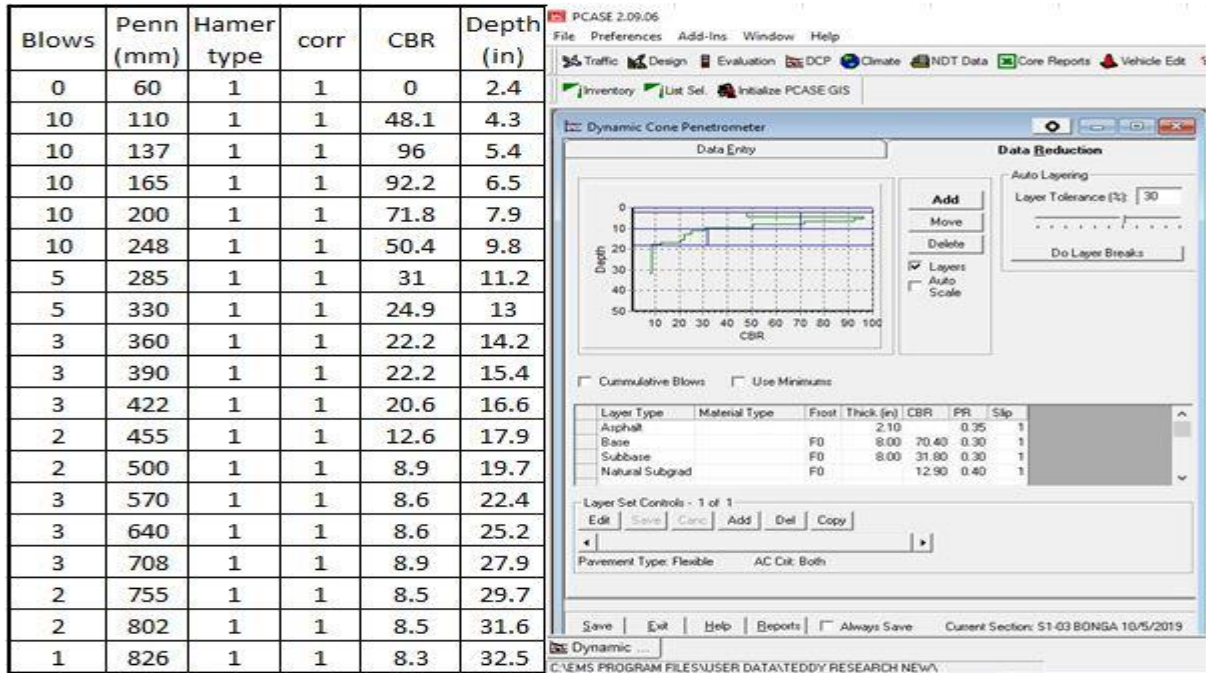 Blows Penn (mm) Hamer type corr CBR Depth (in)
0 60 1 1 0 2.4
10 110 1 1 48.1 4.3
10 137 1 1 96 5.4
10 165 1 1 92.2 6.5
10 200 1 1 71.8 7.9
10 248 1 1 50.4 9.8
5 285 1 1 31 11.2
5 330 1 1 24.9 13
3 360 1 1 22.2 14.2
3 390 1 1 22.2 15.4
3 422 1 1 20.6 16.6
2 455 1 1 12.6 17.9
2 500 1 1 8.9 19.7
3 570 1 1 8.6 22.4
3 640 1 1 8.6 25.2
3 708 1 1 8.9 27.9
2 755 1 1 8.5 29.7
2 802 1 1 8.5 31.6
1 826 1 1 8.3 32.5
PCASE 2.09.06
File Preferences Add-Ins Window Help
Traffic Design Evaluation DCP Climate NDT Data Core Reports Vehicle Edit
Inventory List Sel. Initialize PCASE GIS
Dynamic Cone Penetrometer
Data Entry Data Reduction
Auto Layering
Layer Tolerance (%): 30
Do Layer Breaks
Add
Move
Delete
Layers
Auto Scale
Depth
0
10
20
30
40
50
10 20 30 40 50 60 70 80 90 100
CBR
Cummulative Blows Use Minimums
Layer Type Material Type Frost Thick (in) CBR PR Slip
Asphalt 2.10 0.35 1
Base F0 8.00 70.40 0.30 1
Subbase F0 8.00 31.80 0.30 1
Natural Subgrad F0 12.90 0.40 1
Layer Set Controls - 1 of 1
Edit Save Canc Add Del Copy
Pavement Type: Flexible AC Crit: Both
Save Exit Help Reports Always Save Current Section: S1-03 BONGA 10/5/2019
Dynamic ...
C:\EMS PROGRAM FILES\USER DATA\TEDDY RESEARCH NEW\